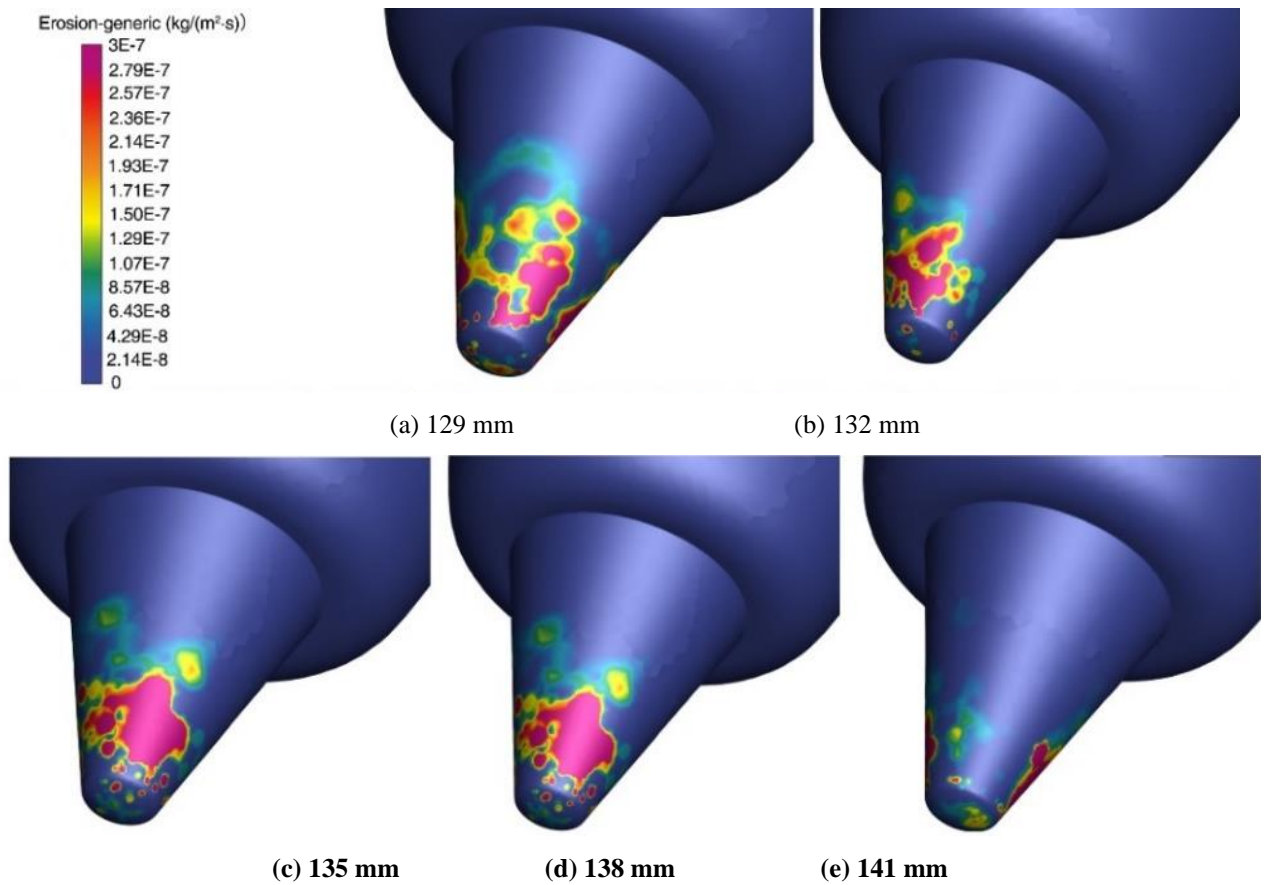 Erosion-generic (kg/(m²·s))
3E-7
2.79E-7
2.57E-7
2.36E-7
2.14E-7
1.93E-7
1.71E-7
1.50E-7
1.29E-7
1.07E-7
8.57E-8
6.43E-8
4.29E-8
2.14E-8
0
(a) 129 mm (b) 132 mm
(c) 135 mm (d) 138 mm (e) 141 mm